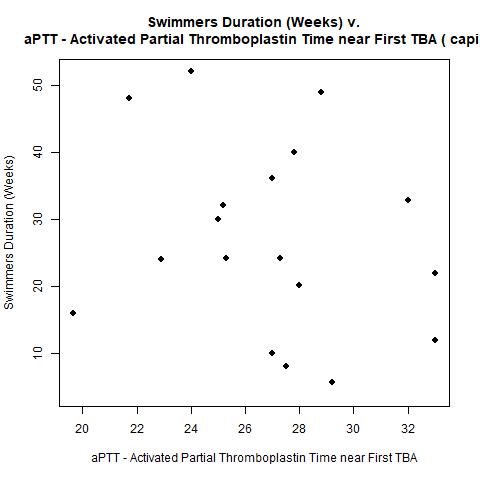 Swimmers Duration (Weeks) v.
aPTT - Activated Partial Thromboplastin Time near First TBA ( capi
Swimmers Duration (Weeks)
50
40
30
20
10
20 22 24 26 28 30 32
aPTT - Activated Partial Thromboplastin Time near First TBA